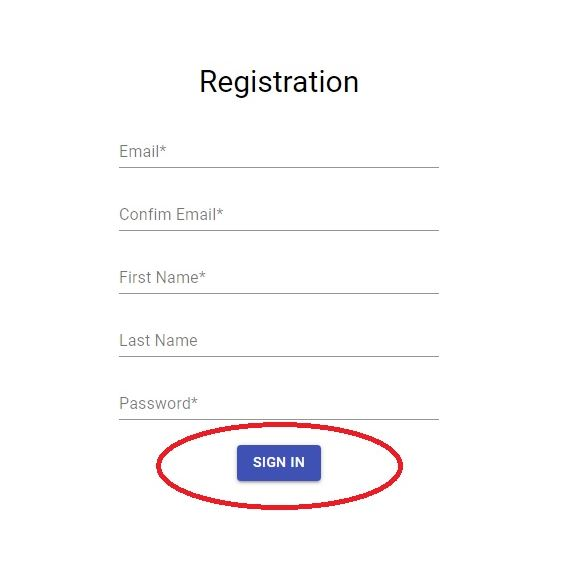 Registration
Email*
Confim Email*
First Name*
Last Name
Password*
SIGN IN